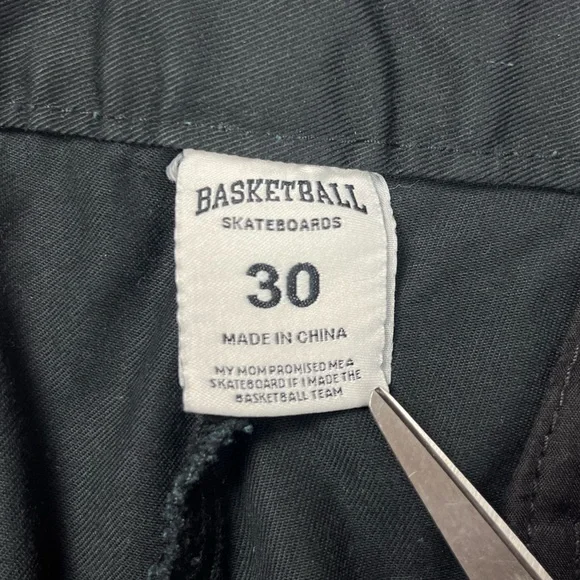 BASKETBALL
SKATEBOARDS
30
MADE IN CHINA
MY MOM PROMISED ME A
SKATEBOARD IF I MADE THE
BASKETBALL TEAM